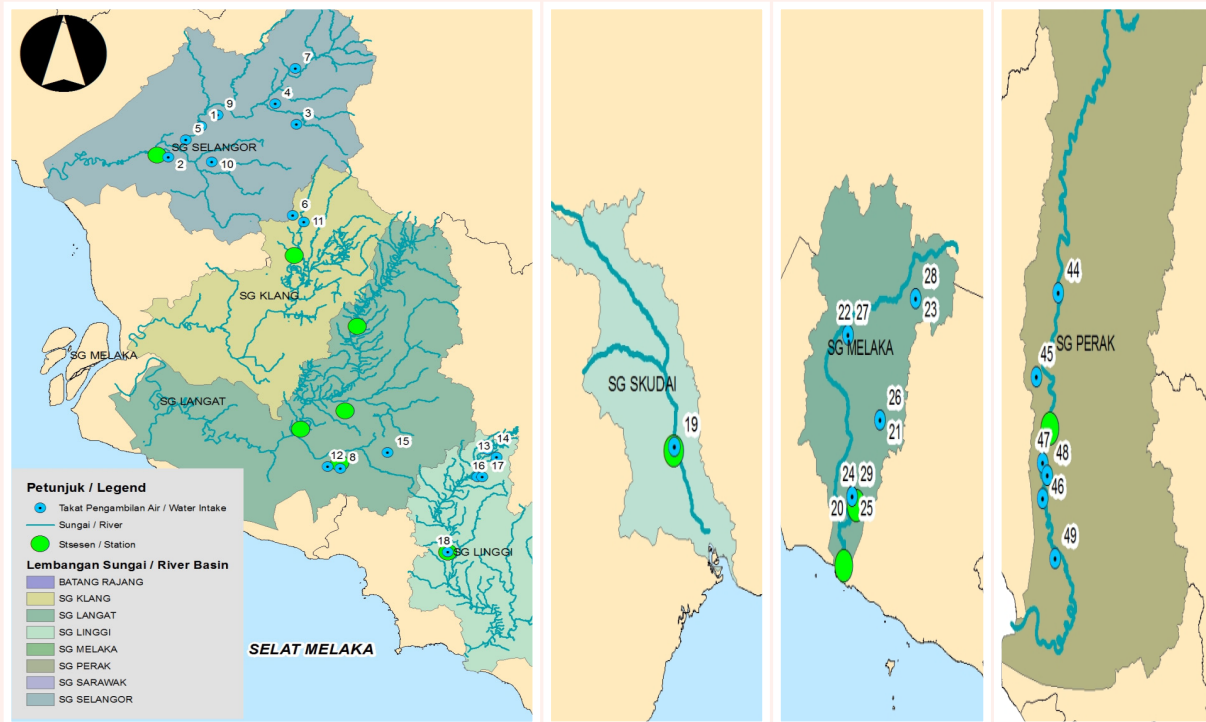 7
4
9
1
3
5
SG SELANGOR
2
10
6
11
SG KLANG
SG MELAKA
SG LANGAT
15
12
8
13
14
16
17
18
SG LINGGI
SELAT MELAKA
Petunjuk / Legend
Takat Pengambilan Air / Water Intake
Sungai / River
Stsesen / Station
Lembangan Sungai / River Basin
BATANG RAJANG
SG KLANG
SG LANGAT
SG LINGGI
SG MELAKA
SG PERAK
SG SARAWAK
SG SELANGOR
SG SKUDAI
19
28
23
22
27
SG MELAKA
26
21
24
29
20
25
44
SG PERAK
45
47
48
46
49